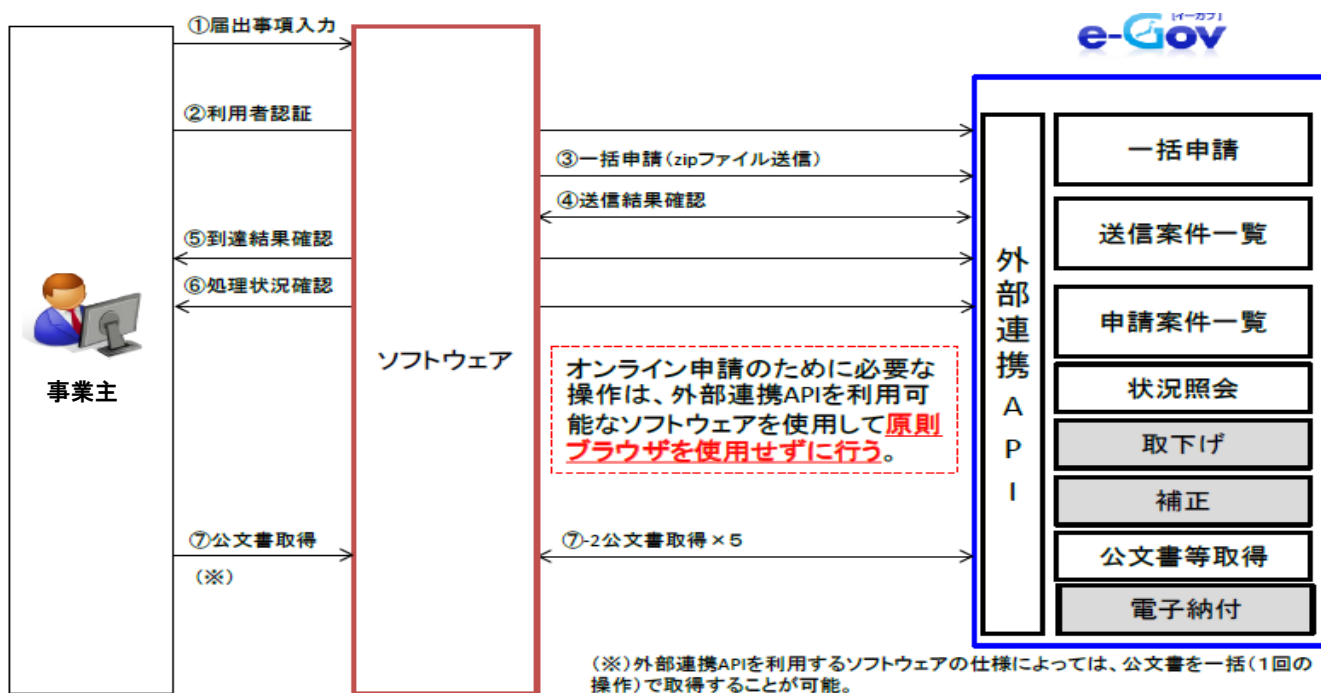 ①届出事項入力
[イーガブ]
e-Gov
②利用者認証
③一括申請(zipファイル送信)
④送信結果確認
⑤到達結果確認
⑥処理状況確認
事業主
ソフトウェア
オンライン申請のために必要な
操作は、外部連携APIを利用可
能なソフトウェアを使用して原則
ブラウザを使用せずに行う。
⑦公文書取得
(※)
⑦-2公文書取得×5
外部連携API
一括申請
送信案件一覧
申請案件一覧
状況照会
取下げ
補正
公文書等取得
電子納付
(※)外部連携APIを利用するソフトウェアの仕様によっては、公文書を一括(1回の
操作)で取得することが可能。